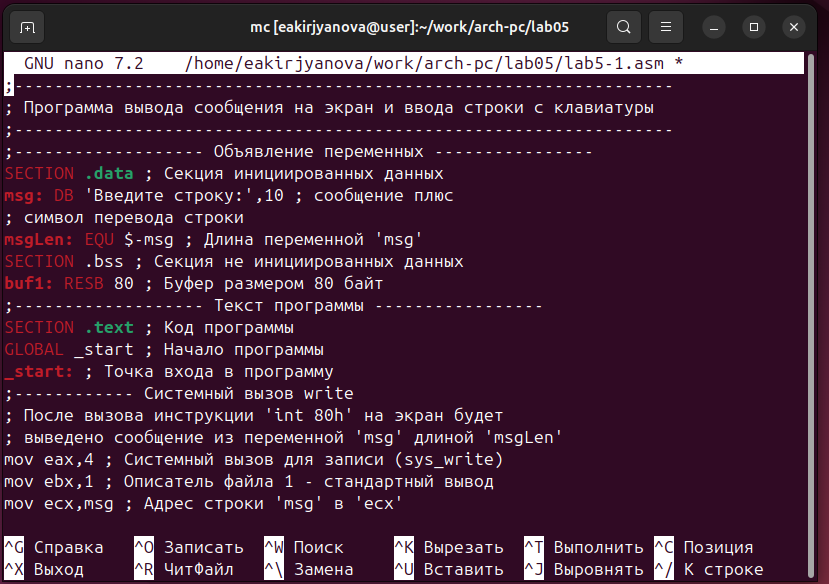 mc [eakirjyanova@user]:~/work/arch-pc/lab05
GNU nano 7.2 /home/eakirjyanova/work/arch-pc/lab05/lab5-1.asm *
;------------------------------------------------------------------
; Программа вывода сообщения на экран и ввода строки с клавиатуры
;------------------------------------------------------------------
;------------------- Объявление переменных ----------------
SECTION .data ; Секция инициированных данных
msg: DB 'Введите строку:',10 ; сообщение плюс
; символ перевода строки
msgLen: EQU $-msg ; Длина переменной 'msg'
SECTION .bss ; Секция не инициированных данных
buf1: RESB 80 ; Буфер размером 80 байт
;------------------- Текст программы -----------------
SECTION .text ; Код программы
GLOBAL _start ; Начало программы
_start: ; Точка входа в программу
;------------ Системный вызов write
; После вызова инструкции 'int 80h' на экран будет
; выведено сообщение из переменной 'msg' длиной 'msgLen'
mov eax,4 ; Системный вызов для записи (sys_write)
mov ebx,1 ; Описатель файла 1 - стандартный вывод
mov ecx,msg ; Адрес строки 'msg' в 'ecx'
^G Справка ^O Записать ^W Поиск ^K Вырезать ^T Выполнить ^C Позиция
^X Выход ^R ЧитФайл ^\ Замена ^U Вставить ^J Выровнять ^/ К строке